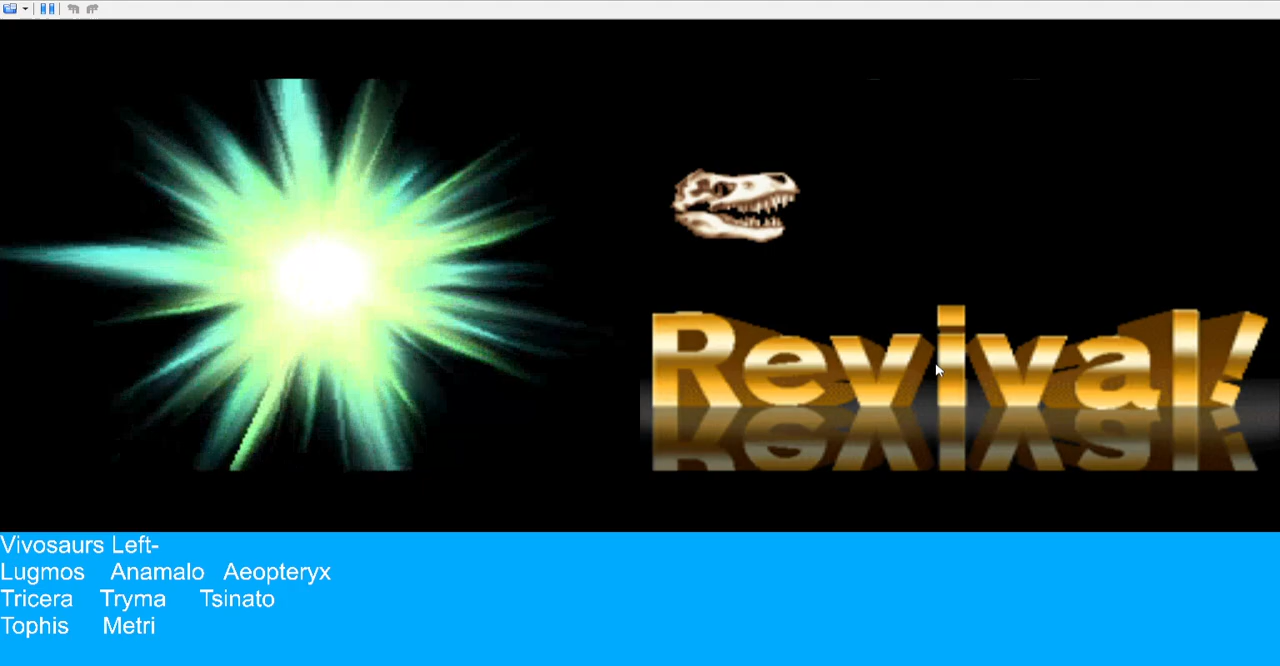 Revival!
Vivosaurs Left-
Lugmos Anamalo Aeopteryx
Tricera Tryma Tsinato
Tophis Metri